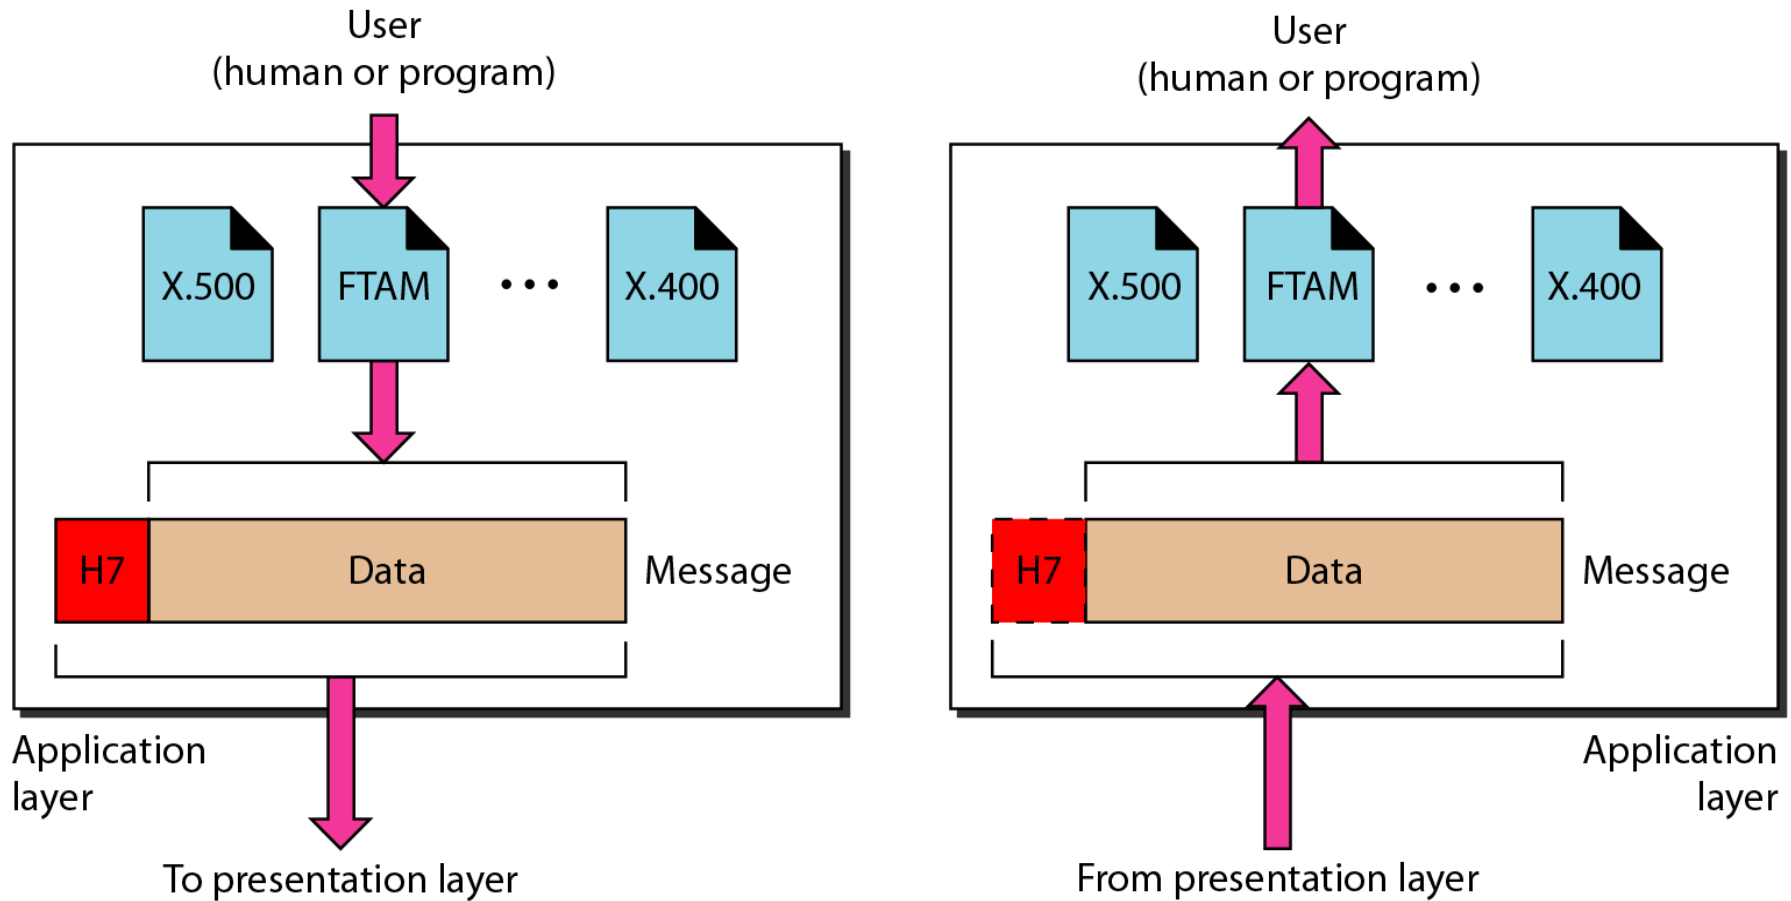 User
(human or program)
X.500
FTAM
...
X.400
H7
Data
Message
Application
layer
To presentation layer
User
(human or program)
X.500
FTAM
...
X.400
H7
Data
Message
Application
layer
From presentation layer